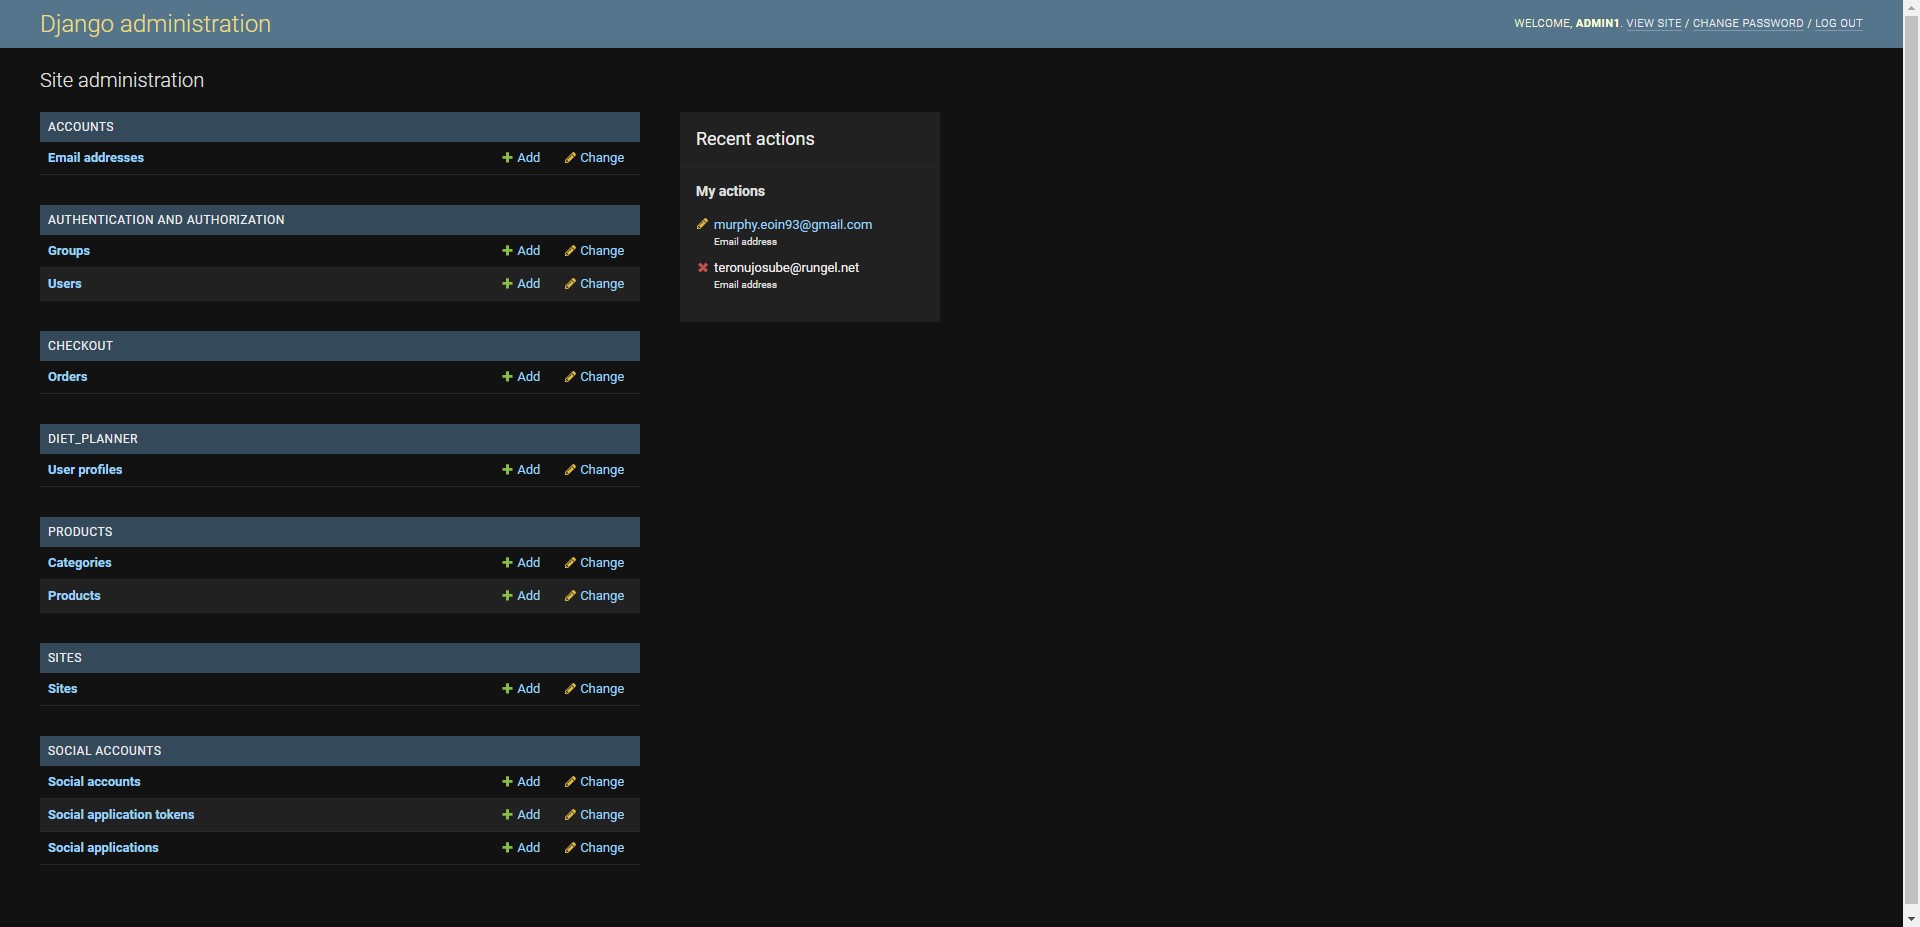 Django administration
WELCOME, ADMIN1. VIEW SITE / CHANGE PASSWORD / LOG OUT
Site administration
ACCOUNTS
Email addresses Add Change
AUTHENTICATION AND AUTHORIZATION
Groups Add Change
Users Add Change
CHECKOUT
Orders Add Change
DIET_PLANNER
User profiles Add Change
PRODUCTS
Categories Add Change
Products Add Change
SITES
Sites Add Change
SOCIAL ACCOUNTS
Social accounts Add Change
Social application tokens Add Change
Social applications Add Change
Recent actions
My actions
murphy.eoin93@gmail.com
Email address
teronujosube@rungel.net
Email address